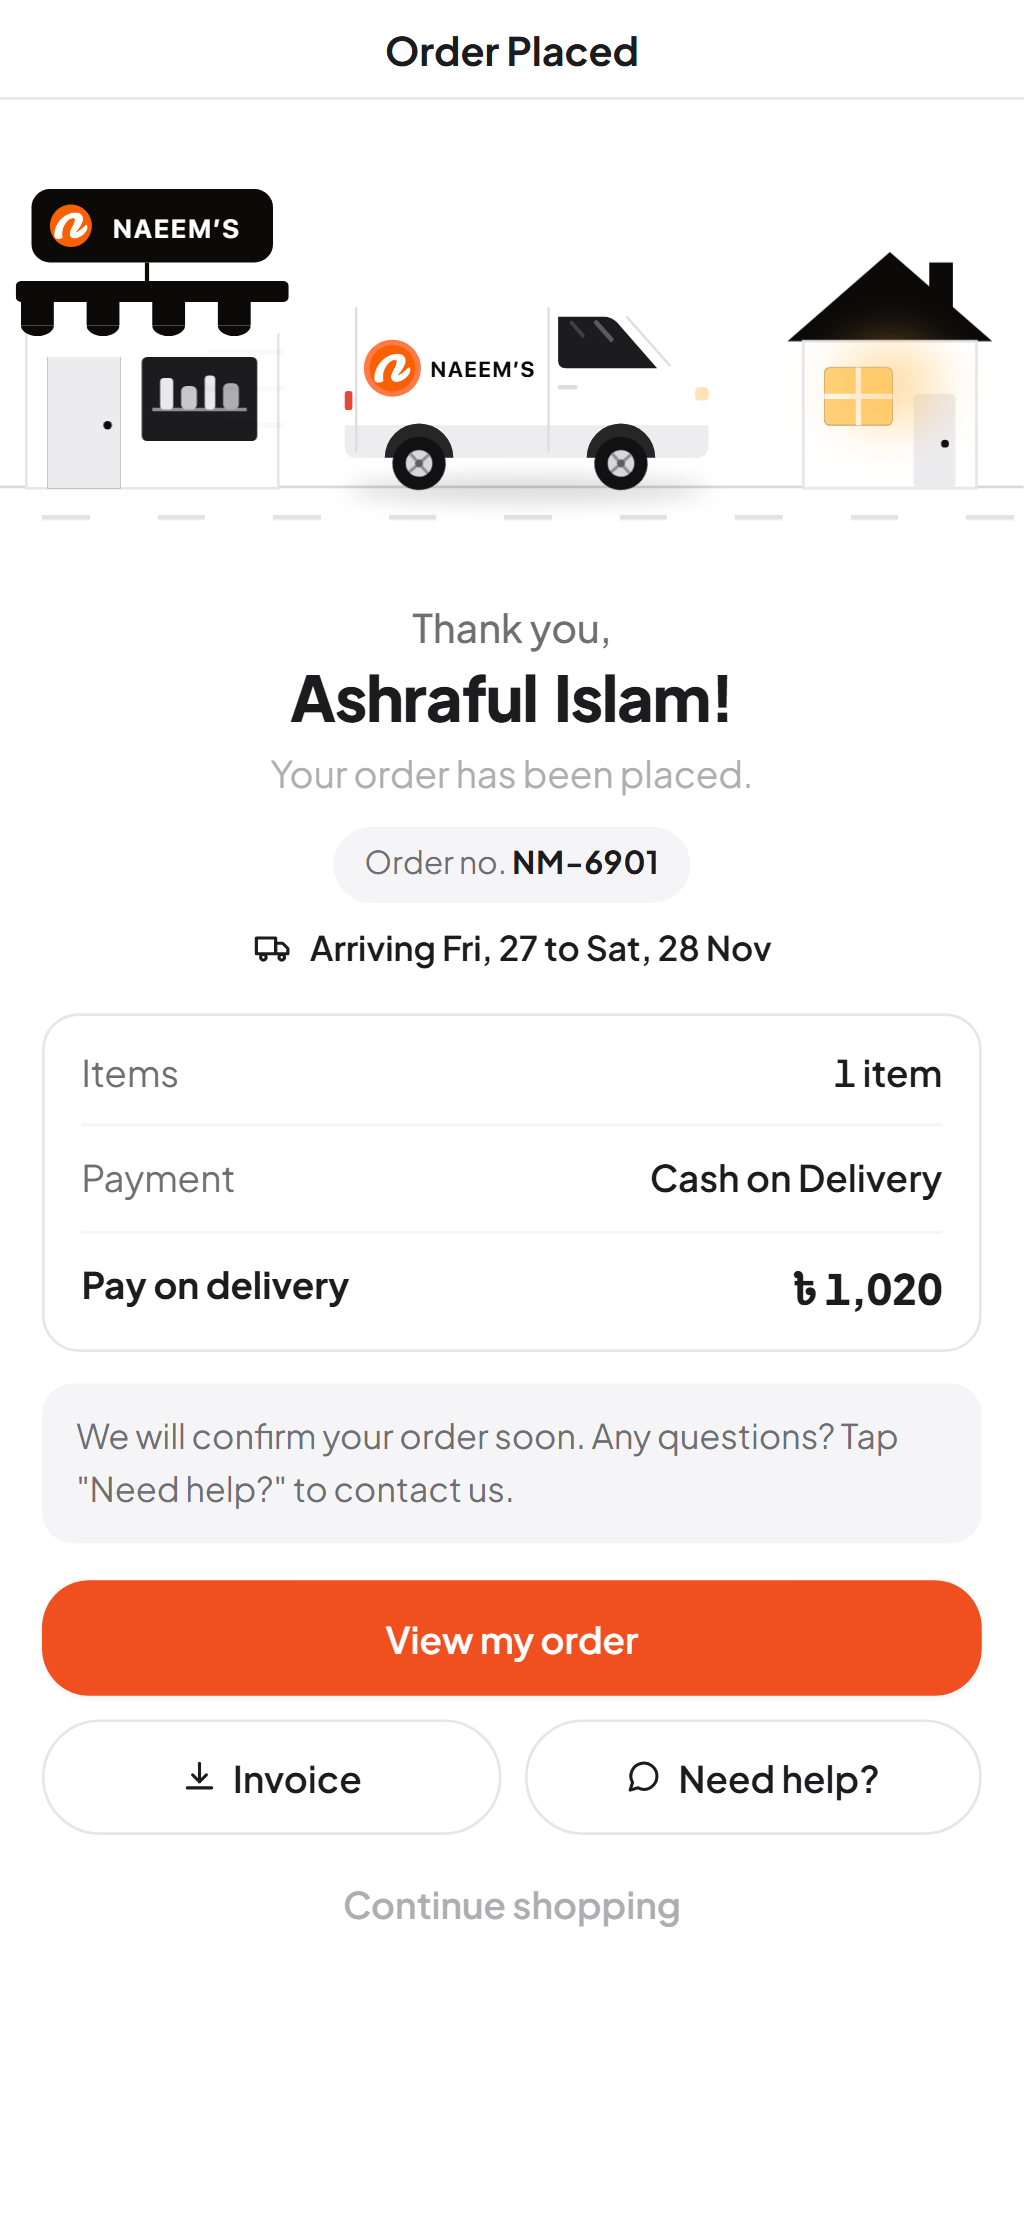 Order Placed
NAEEM'S
NAEEM'S
Thank you,
Ashraful Islam!
Your order has been placed.
Order no. NM-6901
Arriving Fri, 27 to Sat, 28 Nov
Items 1 item
Payment Cash on Delivery
Pay on delivery ৳ 1,020
We will confirm your order soon. Any questions? Tap
"Need help?" to contact us.
View my order
Invoice Need help?
Continue shopping